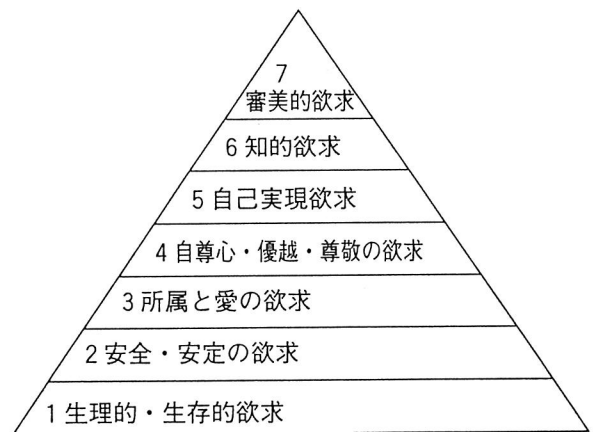 7
審美的欲求
6 知的欲求
5 自己実現欲求
4 自尊心・優越・尊敬の欲求
3 所属と愛の欲求
2 安全・安定の欲求
1 生理的・生存的欲求